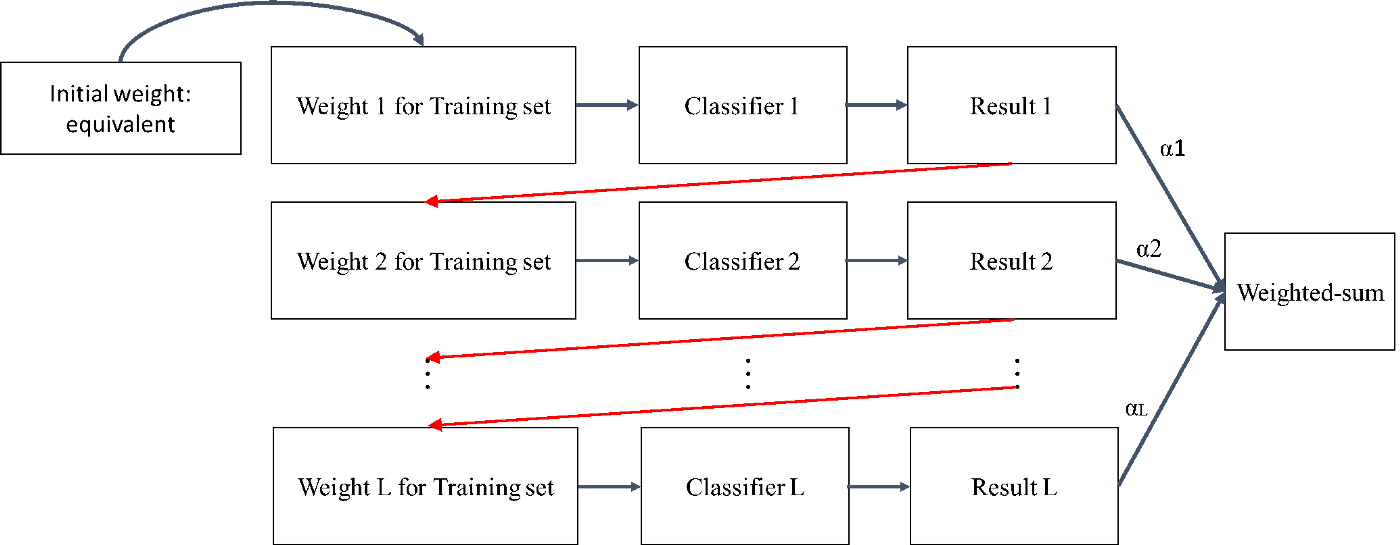 Initial weight:
equivalent
Weight 1 for Training set
Classifier 1
Result 1
α1
Weight 2 for Training set
Classifier 2
Result 2
α2
Weighted-sum
αL
Weight L for Training set
Classifier L
Result L